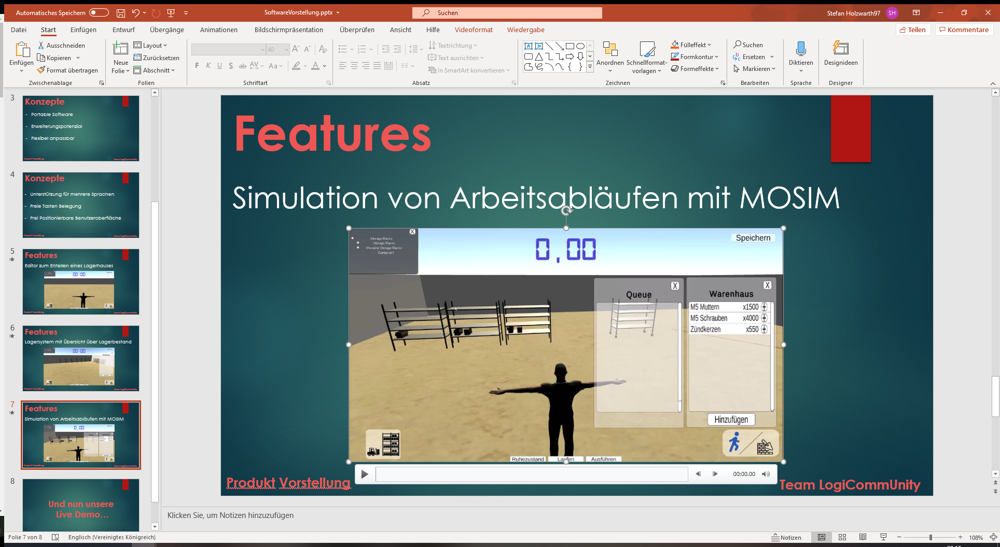 Automatisches Speichern
SoftwareVorstellung.pptx
Suchen
Stefan Holzwarth97
SH
Datei Start Einfügen Entwurf Übergänge Animationen Bildschirmpräsentation Überprüfen Ansicht Hilfe Videoformat Wiedergabe
Teilen
Kommentare
Einfügen
Ausschneiden
Kopieren
Format übertragen
Zwischenablage
Neue
Folie
Layout
Zurücksetzen
Abschnitt
Folien
40
F K U S ab AV Aa A
Schriftart
Textrichtung
Text ausrichten
In SmartArt konvertieren
Absatz
Anordnen
Schnellformat-
vorlagen
Fülleffekt
Formkontur
Formeffekte
Zeichnen
Suchen
Ersetzen
Markieren
Bearbeiten
Diktieren
Sprache
Designideen
Designer
3
Konzepte
- Portable Software
- Erweiterungspotenzial
- Flexibel anpassbar
Produkt Vorstellung
Team LogiCommUnity
4
Konzepte
- Unterstützung für mehrere Sprachen
- Freie Tasten Belegung
- Frei Positionierbare Benutzeroberfläche
Produkt Vorstellung
Team LogiCommUnity
5
Features
Editor zum Erstellen eines Lagerhauses
00:00
Produkt Vorstellung
Team LogiCommUnity
6
Features
Lagersystem mit Übersicht über Lagerbestand
00:00
Produkt Vorstellung
Team LogiCommUnity
7
Features
Simulation von Arbeitsabläufen mit MOSIM
0,00
Produkt Vorstellung
Team LogiCommUnity
8
Und nun unsere
Live Demo...
Features
Simulation von Arbeitsabläufen mit MOSIM
X
Storage Racks
Storage Racks
Movable Storage Racks
Container1
0,00
Speichern
X
Queue
X
Warenhaus
M5 Muttern x1500
M5 Schrauben x4000
Zündkerzen x550
Hinzufügen
Ruhezustand Laufen Ausführen
00:00.00
Produkt Vorstellung
Team LogiCommUnity
Klicken Sie, um Notizen hinzuzufügen
Folie 7 von 8
Englisch (Vereinigtes Königreich)
Notizen
108%